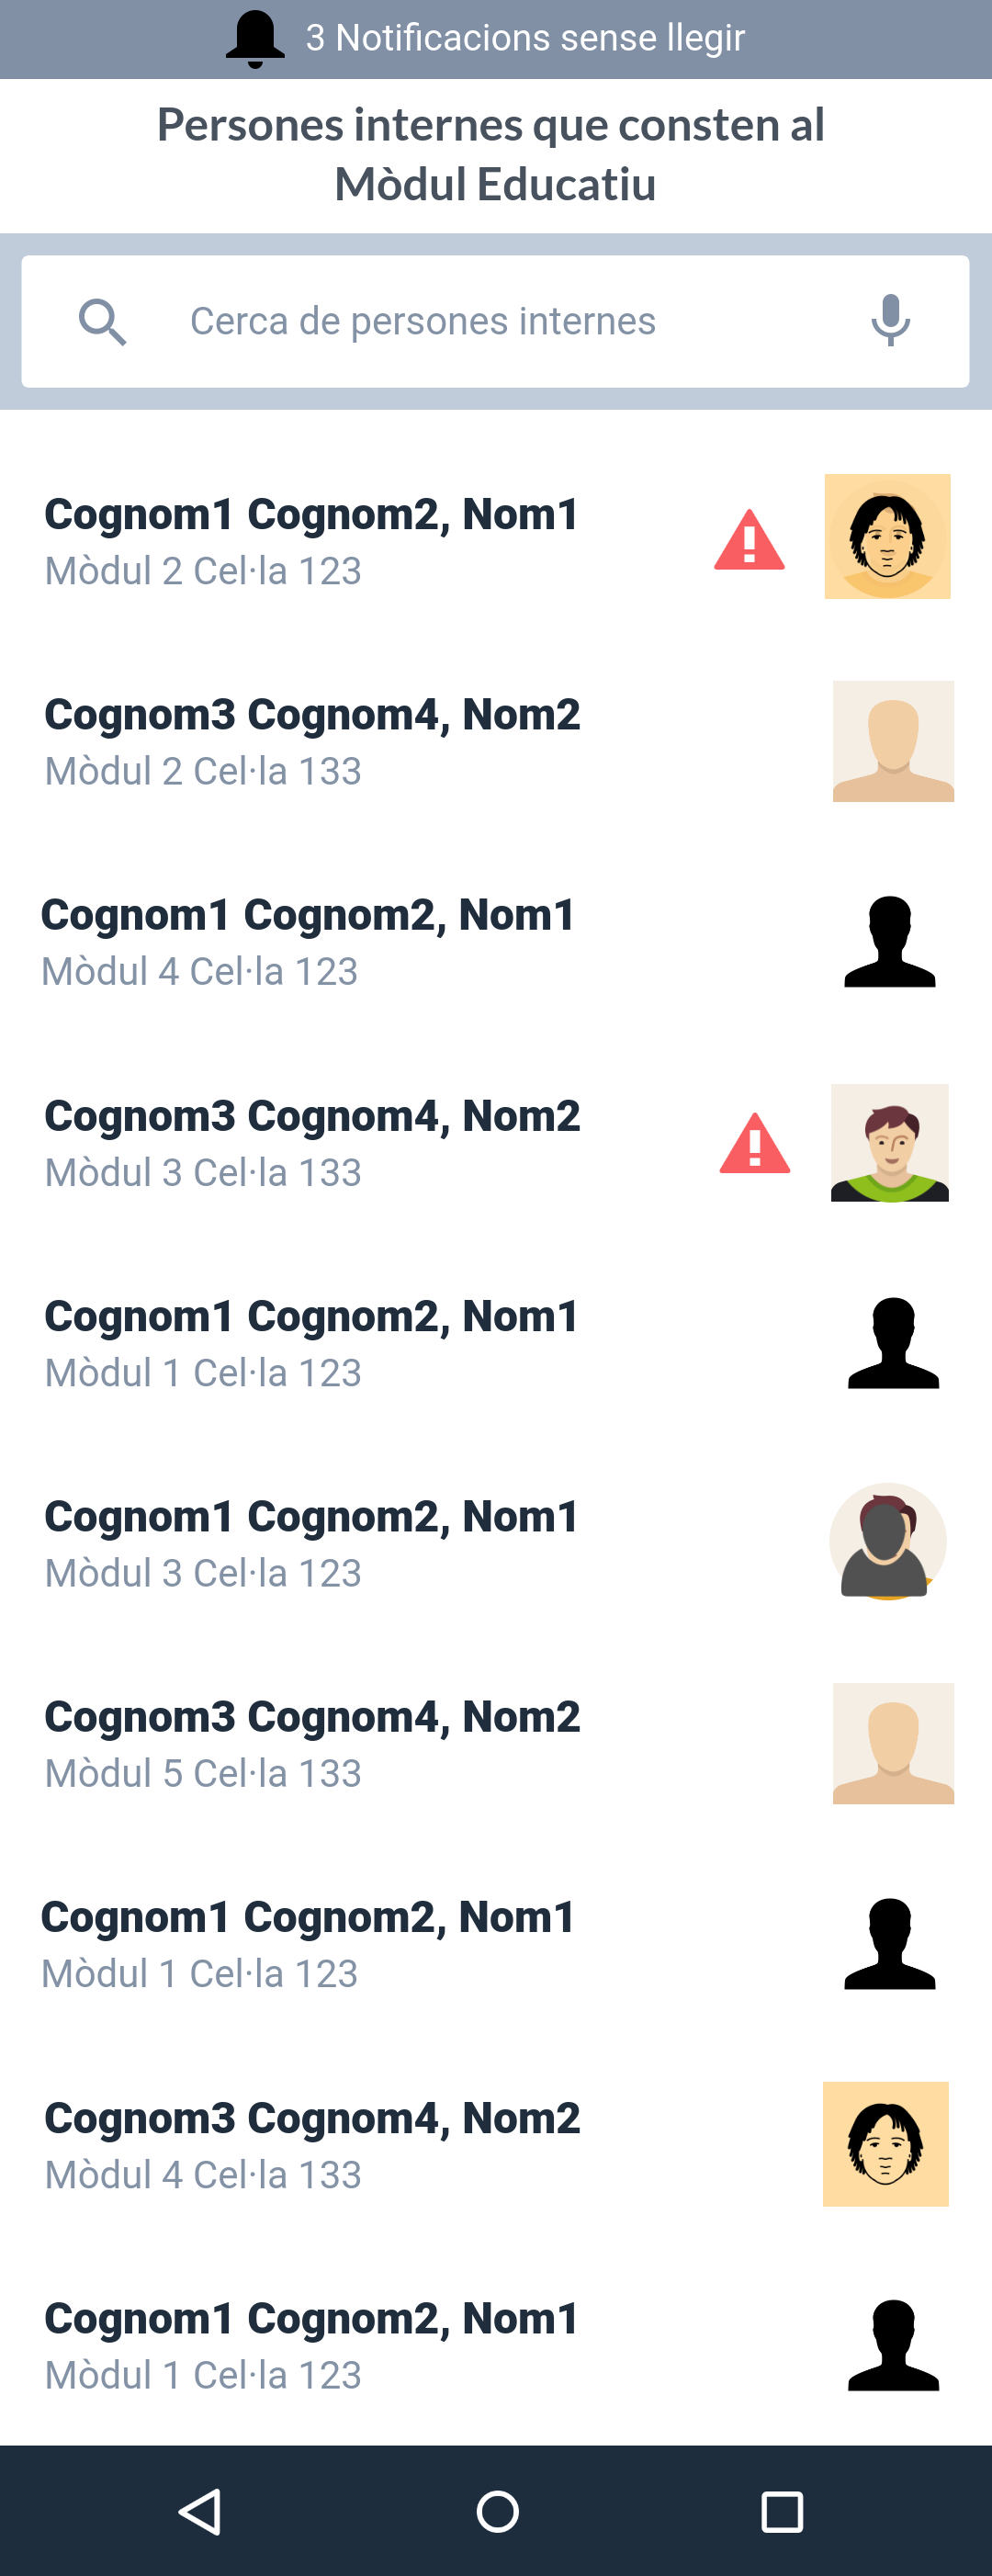 3 Notificacions sense llegir
Persones internes que consten al
Mòdul Educatiu
Cerca de persones internes
Cognom1 Cognom2, Nom1
Mòdul 2 Cel·la 123
Cognom3 Cognom4, Nom2
Mòdul 2 Cel·la 133
Cognom1 Cognom2, Nom1
Mòdul 4 Cel·la 123
Cognom3 Cognom4, Nom2
Mòdul 3 Cel·la 133
Cognom1 Cognom2, Nom1
Mòdul 1 Cel·la 123
Cognom1 Cognom2, Nom1
Mòdul 3 Cel·la 123
Cognom3 Cognom4, Nom2
Mòdul 5 Cel·la 133
Cognom1 Cognom2, Nom1
Mòdul 1 Cel·la 123
Cognom3 Cognom4, Nom2
Mòdul 4 Cel·la 133
Cognom1 Cognom2, Nom1
Mòdul 1 Cel·la 123